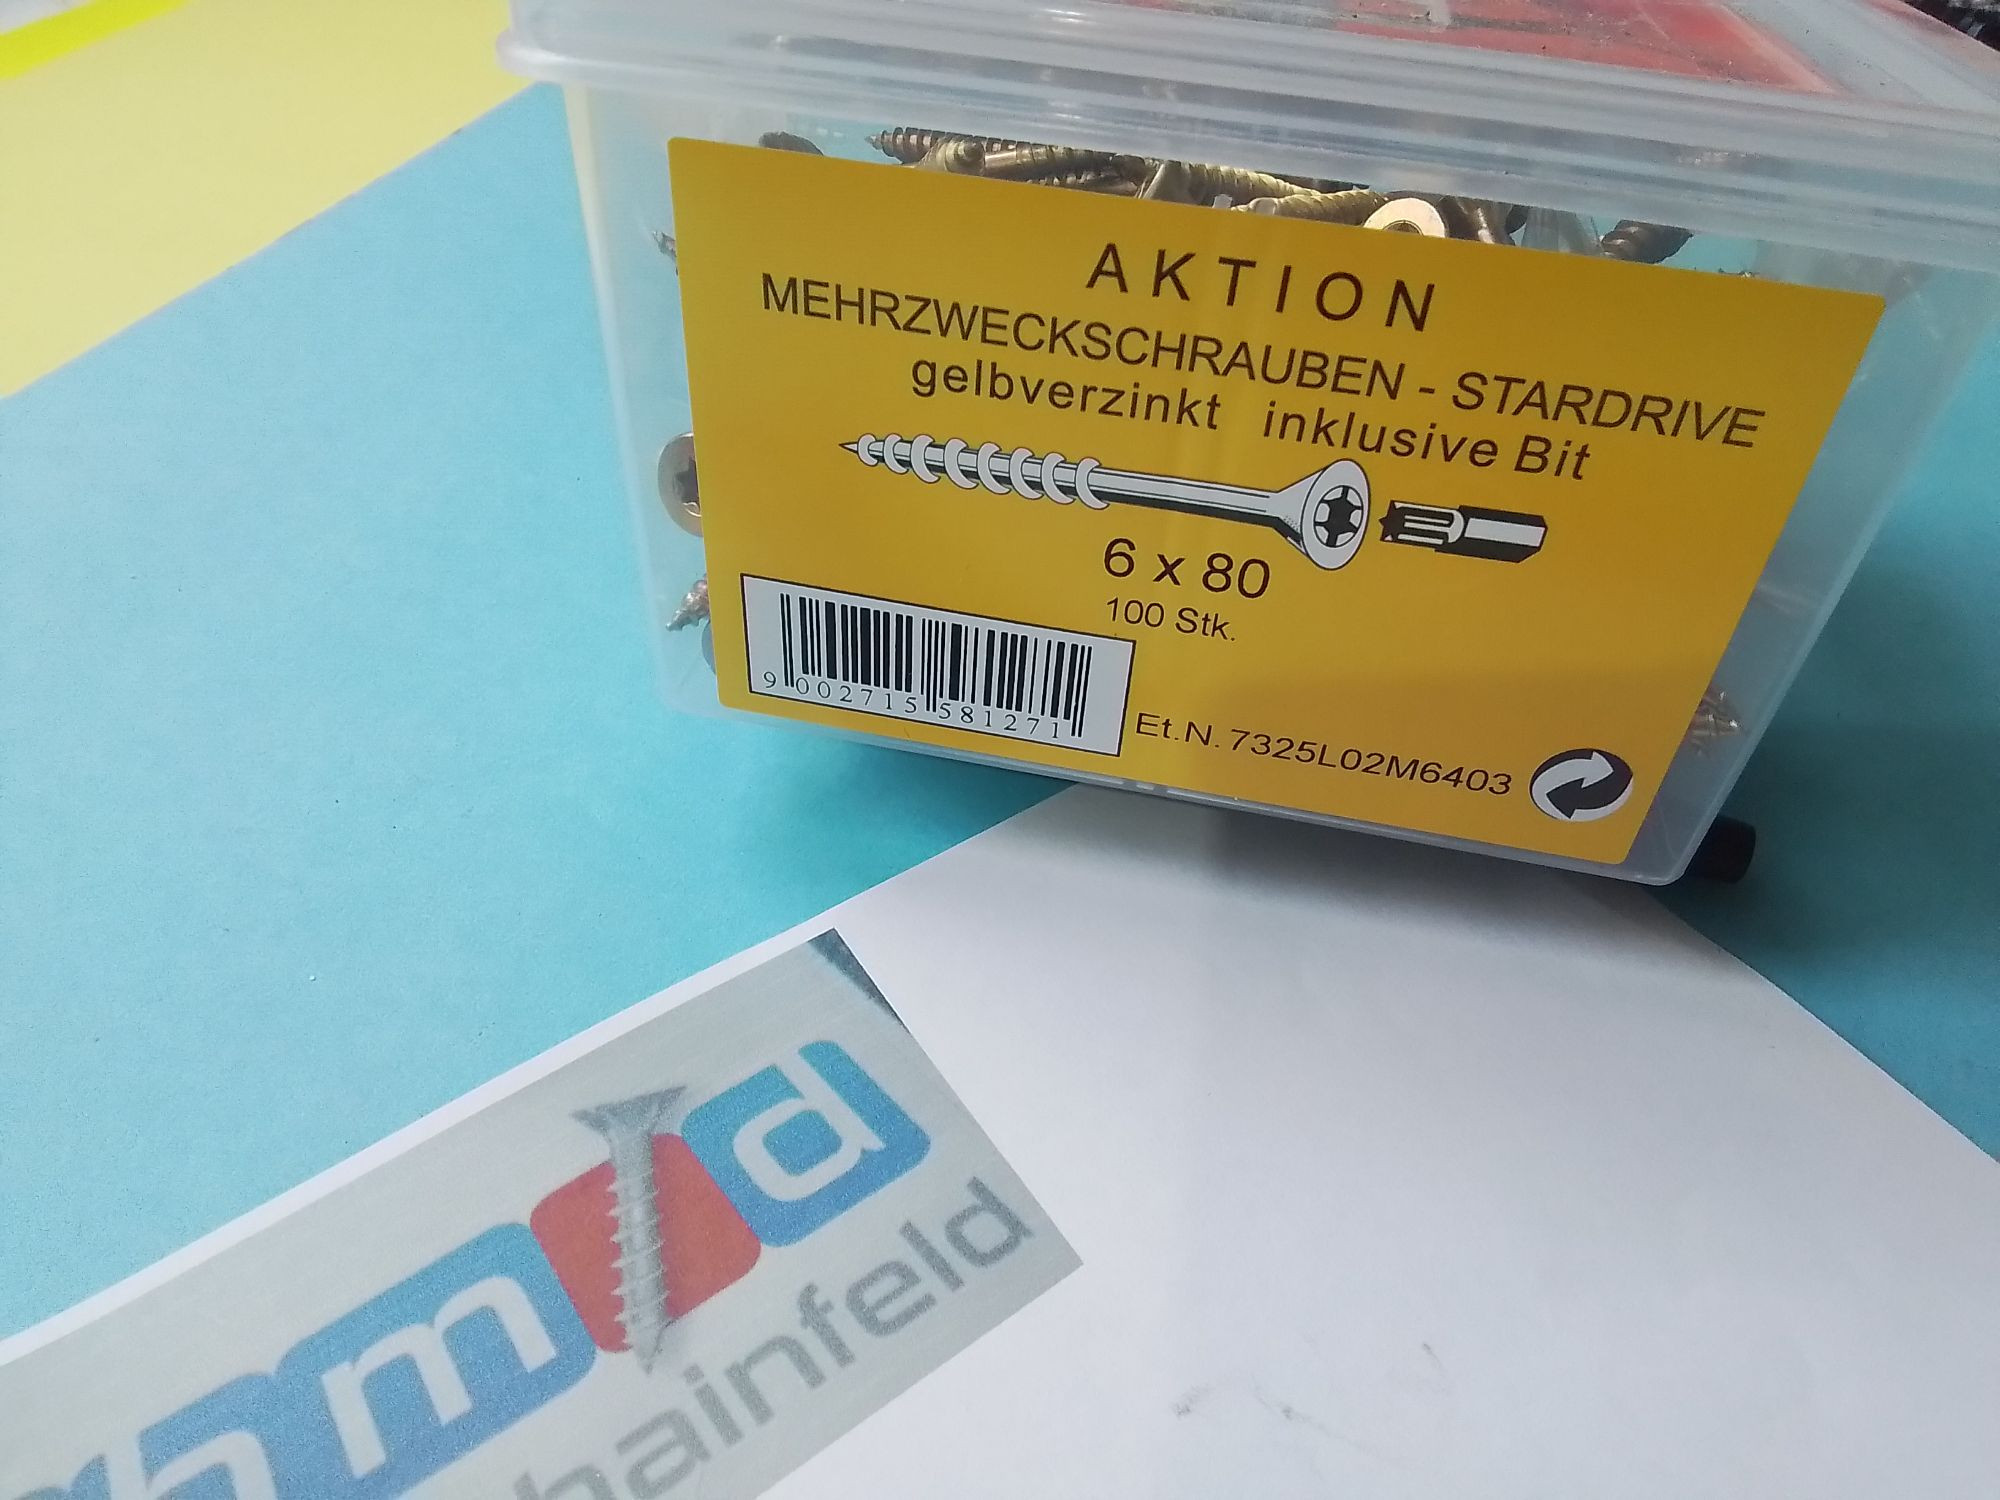 AKTION
MEHRZWECKSCHRAUBEN - STARDRIVE
gelbverzinkt inklusive Bit
6 x 80
100 Stk.
9 002715 581271
Et.N. 7325L02M6403
hainfeld